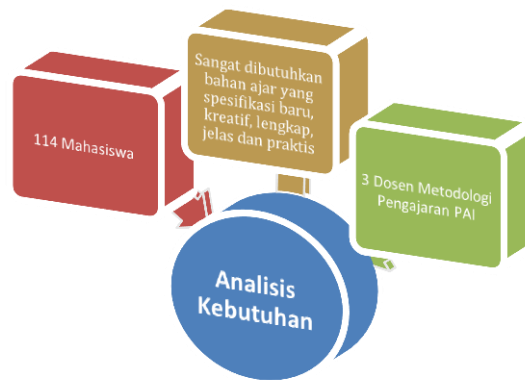 114 Mahasiswa
Sangat dibutuhkan
bahan ajar yang
spesifikasi baru,
kreatif, lengkap,
jelas dan praktis
3 Dosen Metodologi
Pengajaran PAI
Analisis
Kebutuhan